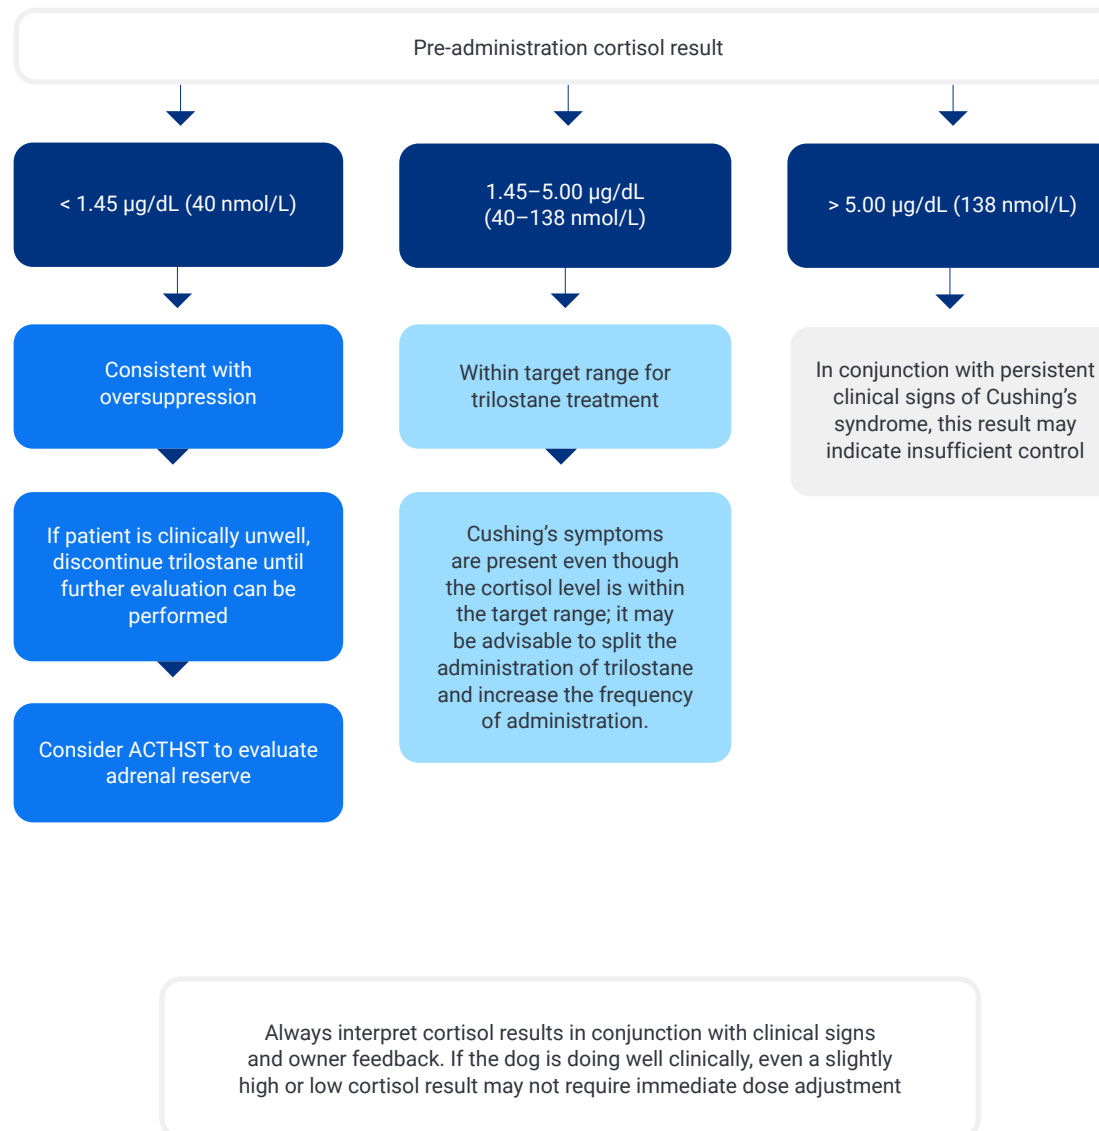 Pre-administration cortisol result
< 1.45 µg/dL (40 nmol/L)
1.45–5.00 µg/dL
(40–138 nmol/L)
> 5.00 µg/dL (138 nmol/L)
Consistent with
oversuppression
Within target range for
trilostane treatment
In conjunction with persistent
clinical signs of Cushing’s
syndrome, this result may
indicate insufficient control
If patient is clinically unwell,
discontinue trilostane until
further evaluation can be
performed
Cushing’s symptoms
are present even though
the cortisol level is within
the target range; it may
be advisable to split the
administration of trilostane
and increase the frequency
of administration.
Consider ACTHST to evaluate
adrenal reserve
Always interpret cortisol results in conjunction with clinical signs
and owner feedback. If the dog is doing well clinically, even a slightly
high or low cortisol result may not require immediate dose adjustment